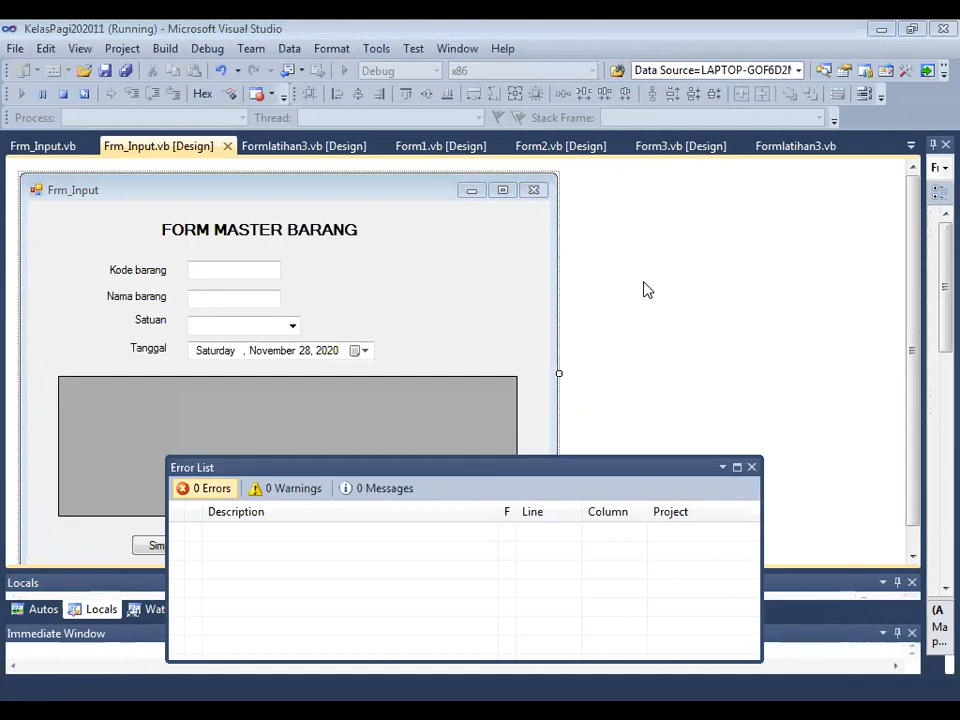 KelasPagi202011 (Running) - Microsoft Visual Studio
File Edit View Project Build Debug Team Data Format Tools Test Window Help
Debug x86 Data Source=LAPTOP-GOF6D2N
Hex
Process: Thread: Stack Frame:
Frm_Input.vb Frm_Input.vb [Design] Formlatihan3.vb [Design] Form1.vb [Design] Form2.vb [Design] Form3.vb [Design] Formlatihan3.vb
Frm_Input
FORM MASTER BARANG
Kode barang
Nama barang
Satuan
Tanggal Saturday , November 28, 2020
Error List
0 Errors 0 Warnings 0 Messages
Description F Line Column Project
Sim
Locals
Autos Locals Wat
Immediate Window
(A
Ma
p...